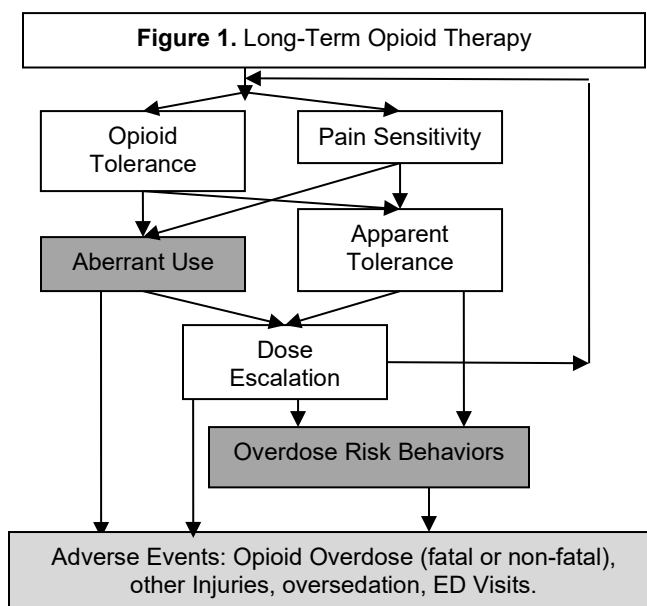 Figure 1. Long-Term Opioid Therapy
Opioid
Tolerance
Pain Sensitivity
Aberrant Use
Apparent
Tolerance
Dose
Escalation
Overdose Risk Behaviors
Adverse Events: Opioid Overdose (fatal or non-fatal),
other Injuries, oversedation, ED Visits.